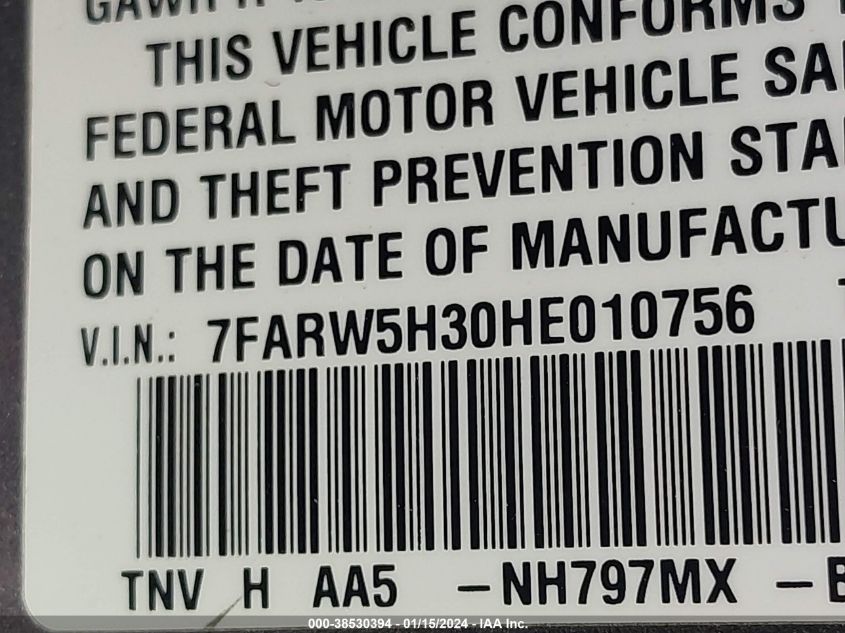 THIS VEHICLE CONFORMS
FEDERAL MOTOR VEHICLE SA
AND THEFT PREVENTION STA
ON THE DATE OF MANUFACTU
V.I.N.: 7FARW5H30HE010756
TNV H AA5 -NH797MX - B
000-38530394 - 01/15/2024 - IAA Inc.